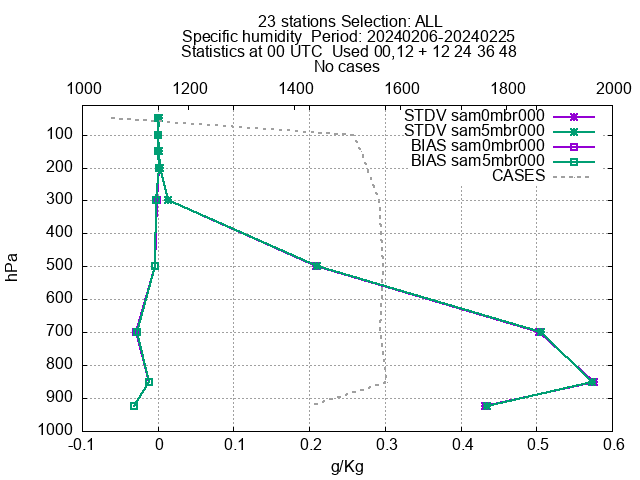 23 stations Selection: ALL
Specific humidity  Period: 20240206-20240225
Statistics at 00 UTC  Used 00,12 + 12 24 36 48
No cases
1000 1200 1400 1600 1800 2000
STDV sam0mbr000
STDV sam5mbr000
BIAS sam0mbr000
BIAS sam5mbr000
CASES
100
200
300
400
500
600
700
800
900
1000
hPa
-0.1 0 0.1 0.2 0.3 0.4 0.5 0.6
g/Kg